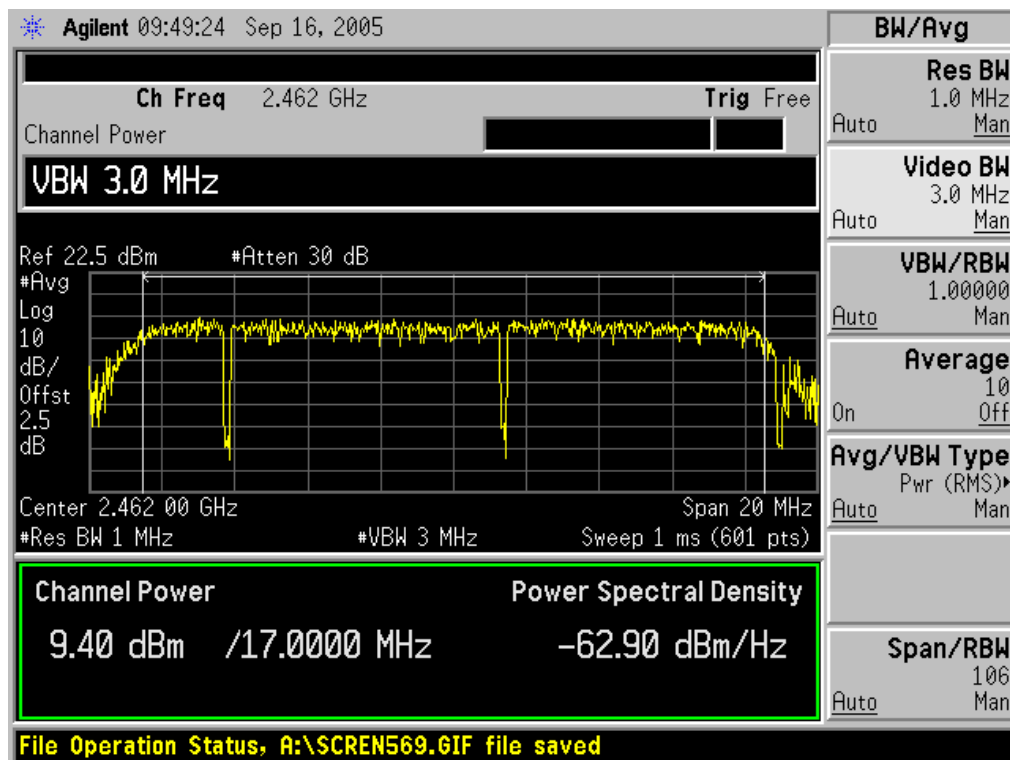 Agilent 09:49:24 Sep 16, 2005
Ch Freq 2.462 GHz Trig Free
Channel Power
VBW 3.0 MHz
Ref 22.5 dBm #Atten 30 dB
#Avg
Log
10
dB/
Offst
2.5
dB
Center 2.462 00 GHz Span 20 MHz
#Res BW 1 MHz #VBW 3 MHz Sweep 1 ms (601 pts)
Channel Power Power Spectral Density
9.40 dBm /17.0000 MHz -62.90 dBm/Hz
File Operation Status, A:\SCREN569.GIF file saved
BW/Avg
Res BW
1.0 MHz
Auto Man
Video BW
3.0 MHz
Auto Man
VBW/RBW
1.00000
Auto Man
Average
10
On Off
Avg/VBW Type
Pwr (RMS)
Auto Man
Span/RBW
106
Auto Man